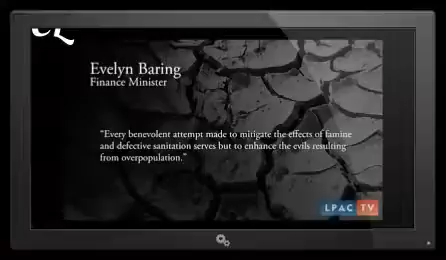 Evelyn Baring
Finance Minister
“Every benevolent attempt made to mitigate the effects of famine
and defective sanitation serves but to enhance the evils resulting
from overpopulation.”
LPAC TV